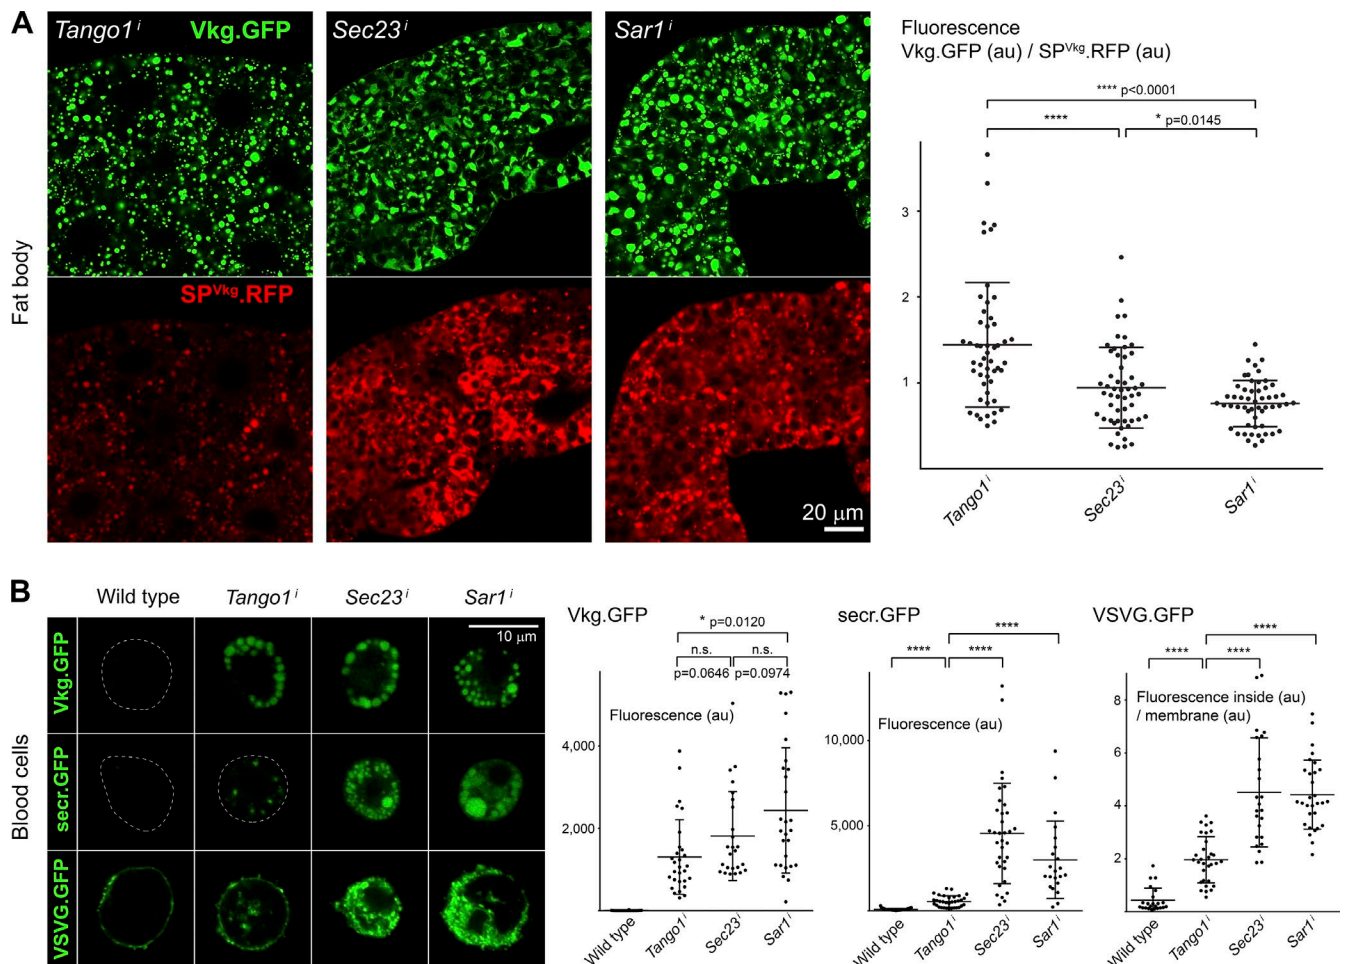 A
Tango1ⁱ Vkg.GFP
Sec23ⁱ
Sar1ⁱ
SPⱽᵏᵍ.RFP
Fat body
20 μm
Fluorescence
Vkg.GFP (au) / SPⱽᵏᵍ.RFP (au)
**** p<0.0001
****
* p=0.0145
3
2
1
Tango1ⁱ
Sec23ⁱ
Sar1ⁱ
B
Wild type
Tango1ⁱ
Sec23ⁱ
Sar1ⁱ
10 μm
Vkg.GFP
secr.GFP
VSVG.GFP
Blood cells
Vkg.GFP
* p=0.0120
n.s.
n.s.
p=0.0646
p=0.0974
Fluorescence (au)
4,000
2,000
Wild type
Tango1ⁱ
Sec23ⁱ
Sar1ⁱ
secr.GFP
****
****
****
Fluorescence (au)
10,000
5,000
0
Wild type
Tango1ⁱ
Sec23ⁱ
Sar1ⁱ
VSVG.GFP
****
****
****
Fluorescence inside (au)
/ membrane (au)
8
6
4
2
Wild type
Tango1ⁱ
Sec23ⁱ
Sar1ⁱ